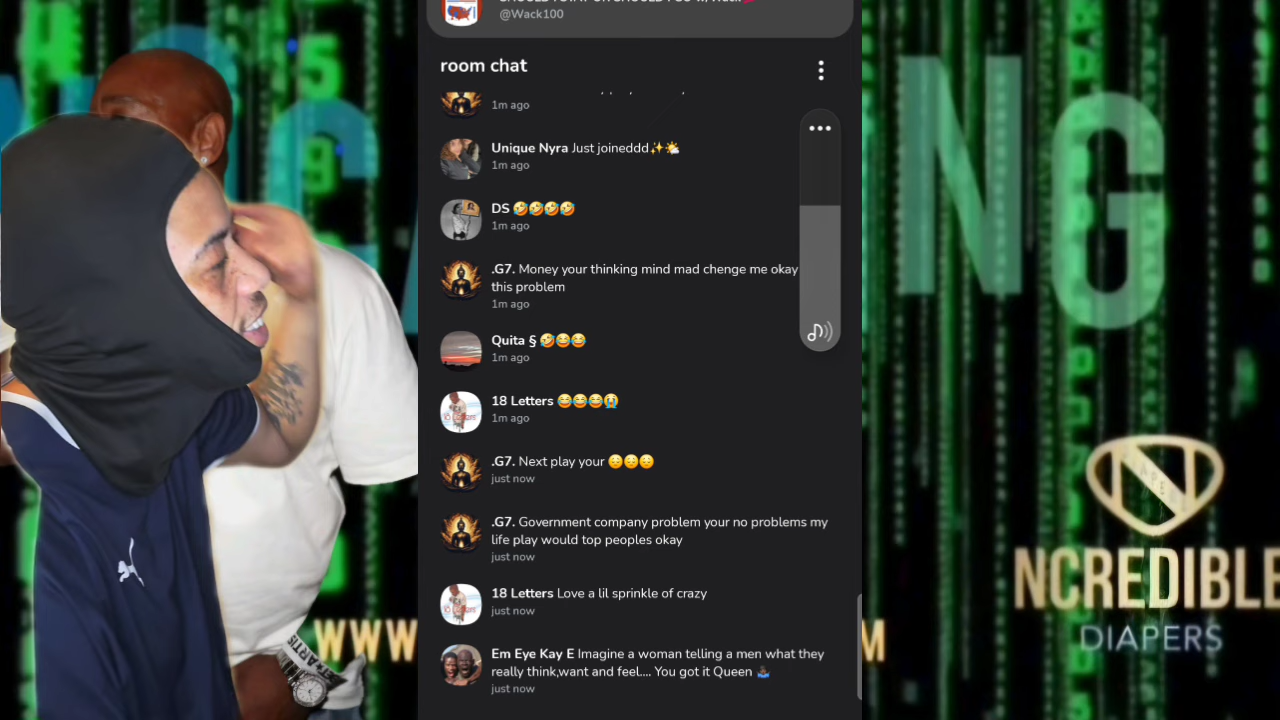 @Wack100
room chat
1m ago
Unique Nyra Just joineddd✨🌤️
1m ago
DS 🤣🤣🤣🤣
1m ago
.G7. Money your thinking mind mad chenge me okay
this problem
1m ago
Quita § 🤣😂😂
1m ago
18 Letters 😂😂😂😭
1m ago
.G7. Next play your 😌😌😌
just now
.G7. Government company problem your no problems my
life play would top peoples okay
just now
18 Letters Love a lil sprinkle of crazy
just now
Em Eye Kay E Imagine a woman telling a men what they
really think,want and feel.... You got it Queen
just now
NG
WWW
M
NCREDIBLE
DIAPERS